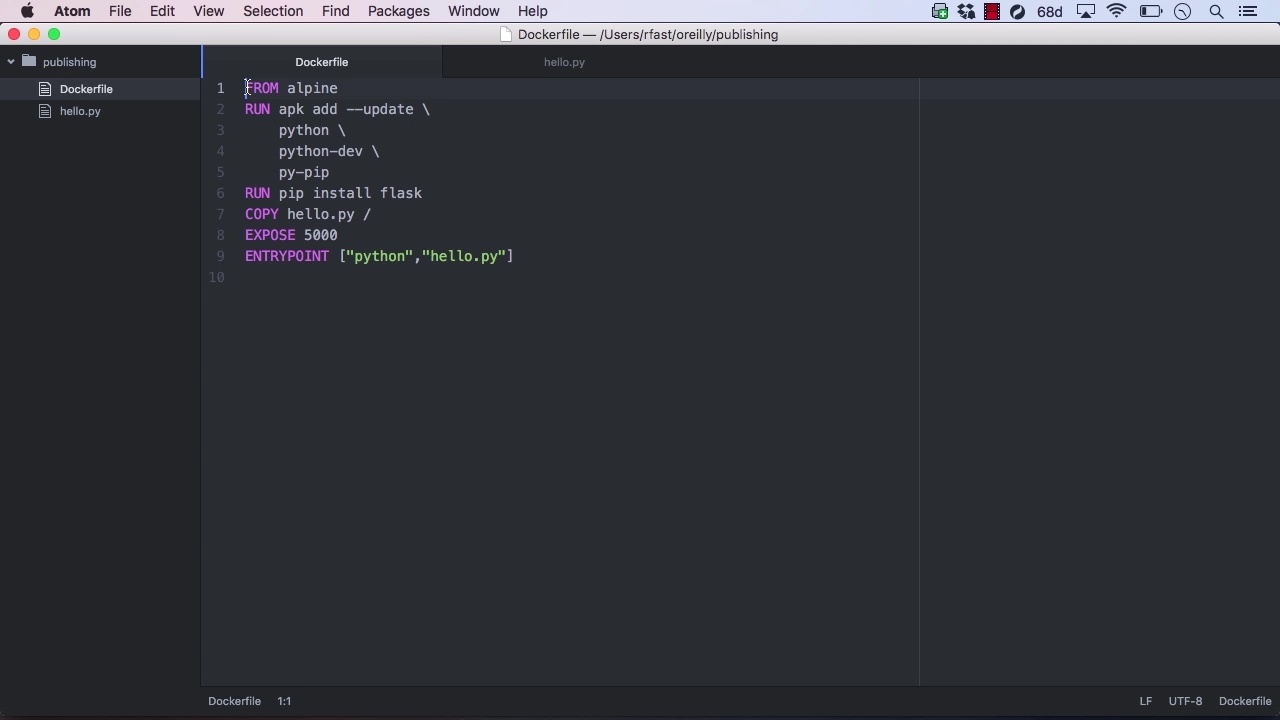 Atom File Edit View Selection Find Packages Window Help 68d
Dockerfile — /Users/rfast/oreilly/publishing
publishing
Dockerfile
hello.py
Dockerfile hello.py
1 FROM alpine
2 RUN apk add --update \
3 python \
4 python-dev \
5 py-pip
6 RUN pip install flask
7 COPY hello.py /
8 EXPOSE 5000
9 ENTRYPOINT ["python","hello.py"]
10
Dockerfile 1:1 LF UTF-8 Dockerfile